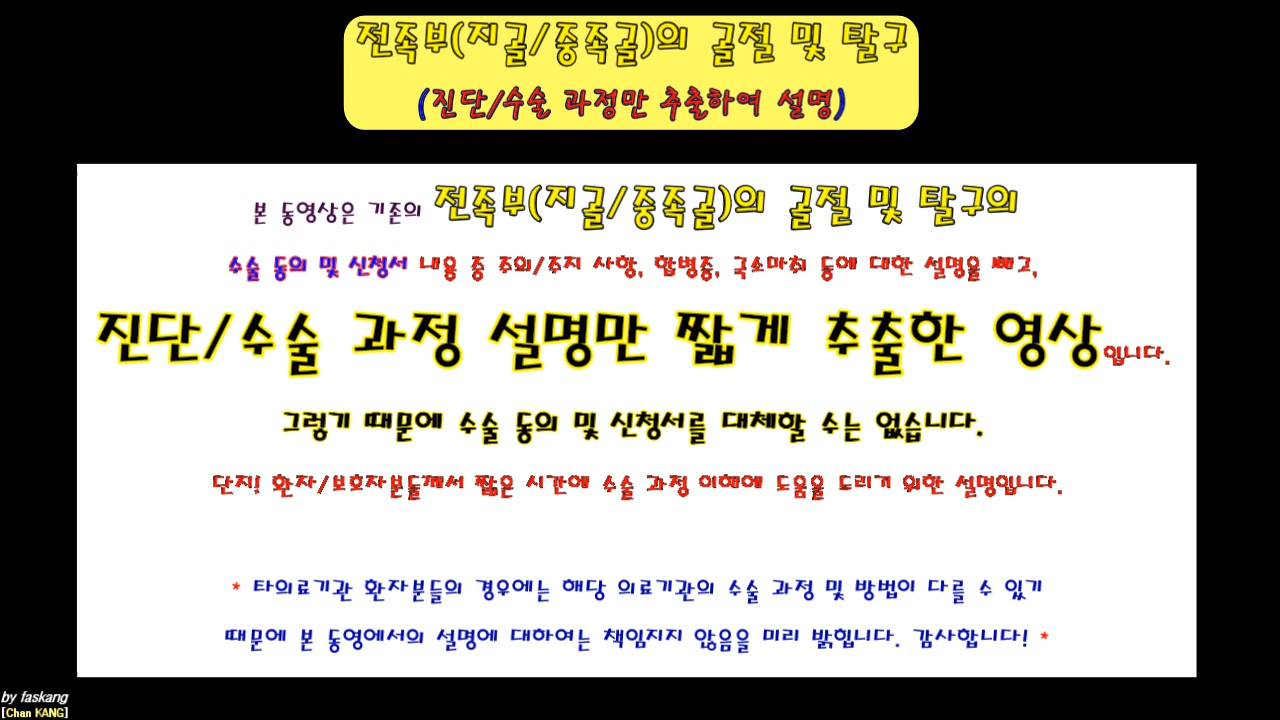 전족부(지골/중족골)의 골절 및 탈구
(진단/수술 과정만 추출하여 설명)
본 동영상은 기존의 전족부(지골/중족골)의 골절 및 탈구의
수술 동의 및 신청서 내용 중 주의/주지 사항, 합병증, 국소마취 등에 대한 설명을 빼고,
진단/수술 과정 설명만 짧게 추출한 영상입니다.
그렇기 때문에 수술 동의 및 신청서를 대체할 수는 없습니다.
단지! 환자/보호자분들께서 짧은 시간에 수술 과정 이해에 도움을 드리기 위한 설명입니다.
* 타의료기관 환자분들의 경우에는 해당 의료기관의 수술 과정 및 방법이 다를 수 있기
때문에 본 동영에서의 설명에 대하여는 책임지지 않음을 미리 밝힙니다. 감사합니다! *
by faskang
[Chan KANG]